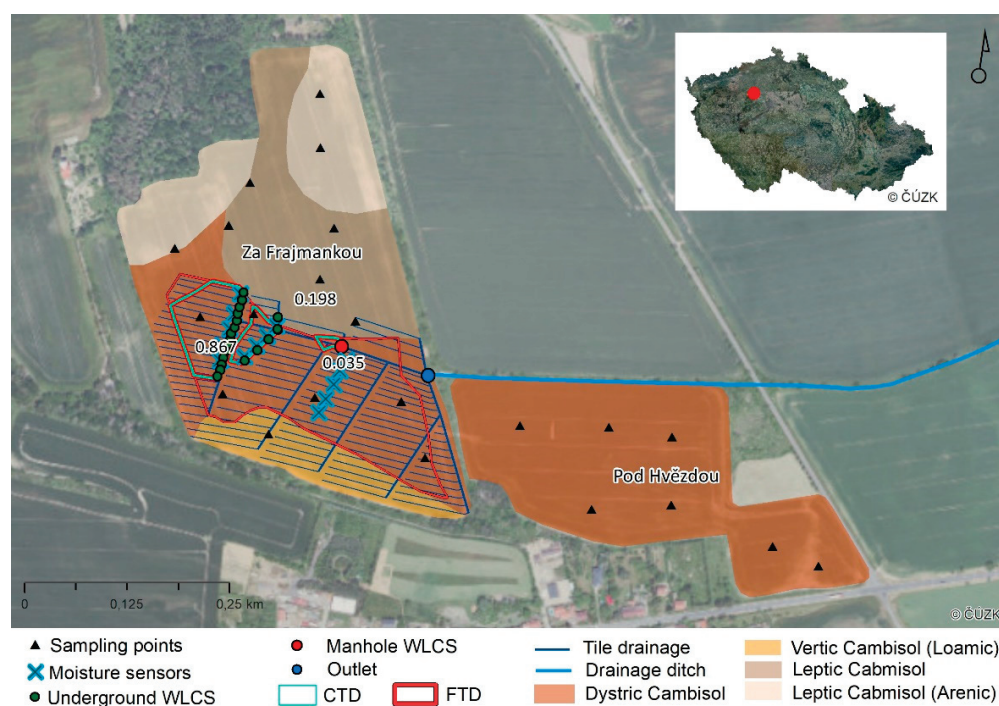 © ČÚZK
Za Frajmankou
0.198
0.867
0.035
Pod Hvězdou
0
0,125
0,25 km
© ČÚZK
Sampling points
Moisture sensors
Underground WLCS
Manhole WLCS
Outlet
CTD
FTD
Tile drainage
Drainage ditch
Dystric Cambisol
Vertic Cambisol (Loamic)
Leptic Cabmisol
Leptic Cabmisol (Arenic)